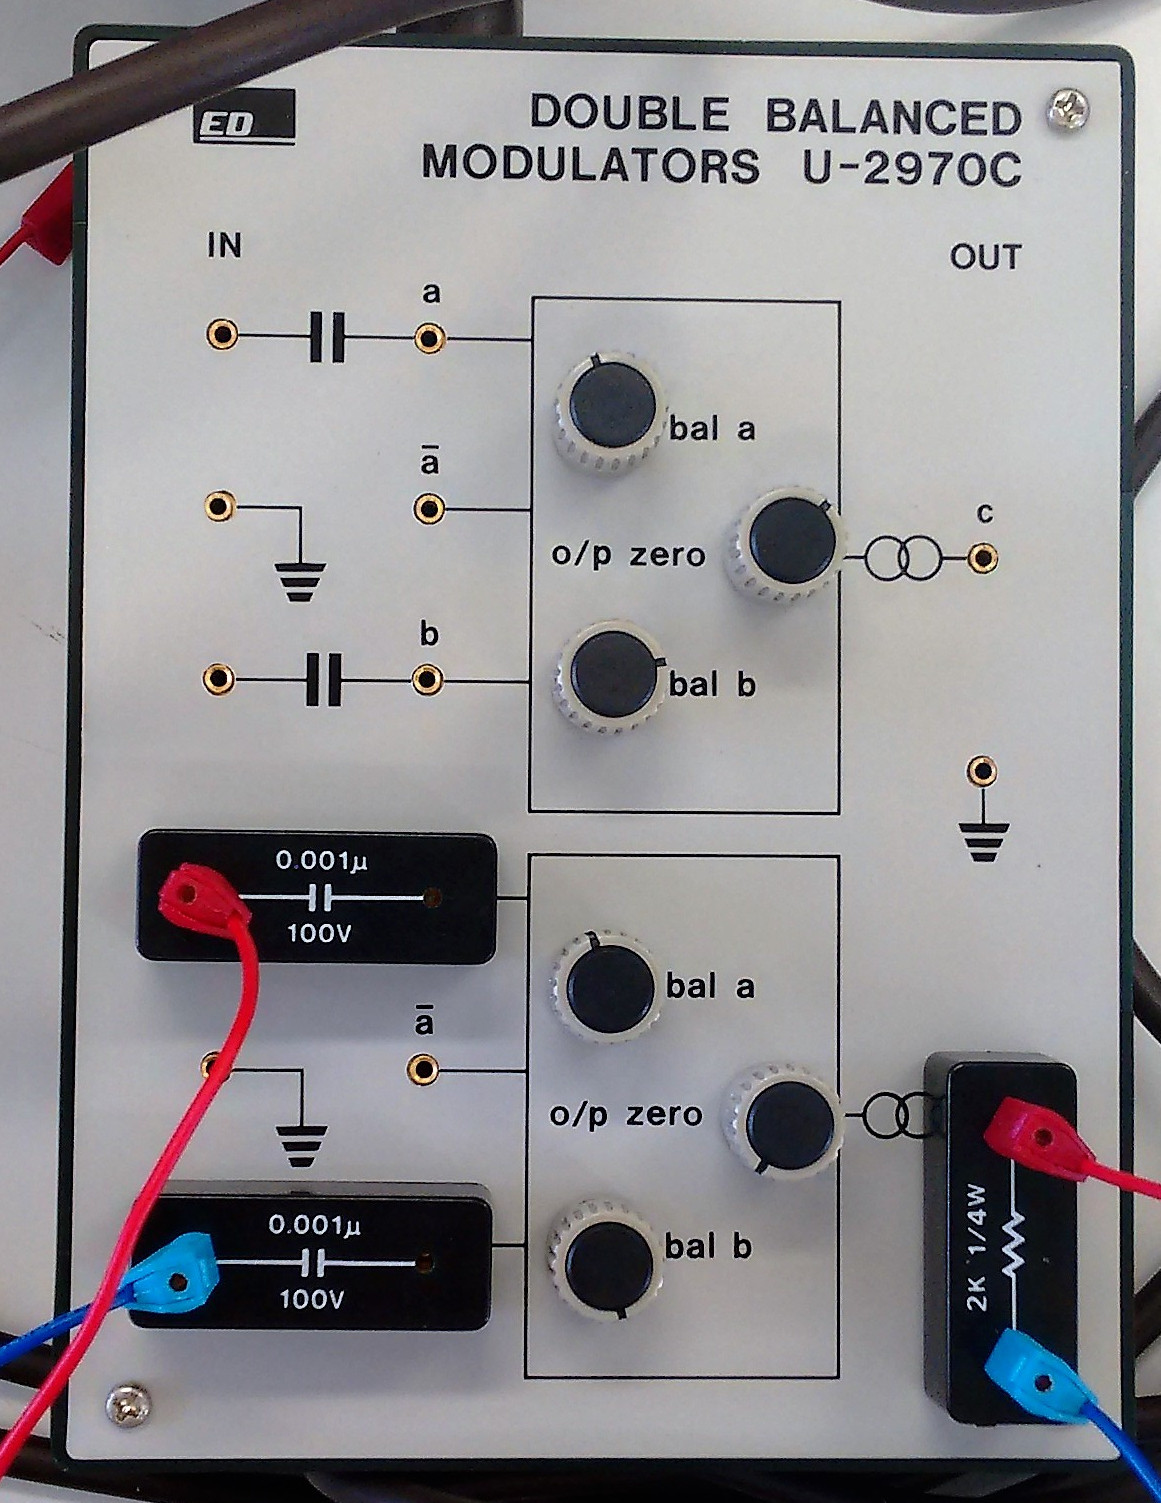 ED
DOUBLE BALANCED
MODULATORS U-2970C
IN
OUT
a
bal a
a̅
c
o/p zero
b
bal b
0.001µ
100V
bal a
a̅
o/p zero
0.001µ
100V
bal b
2K 1/4W